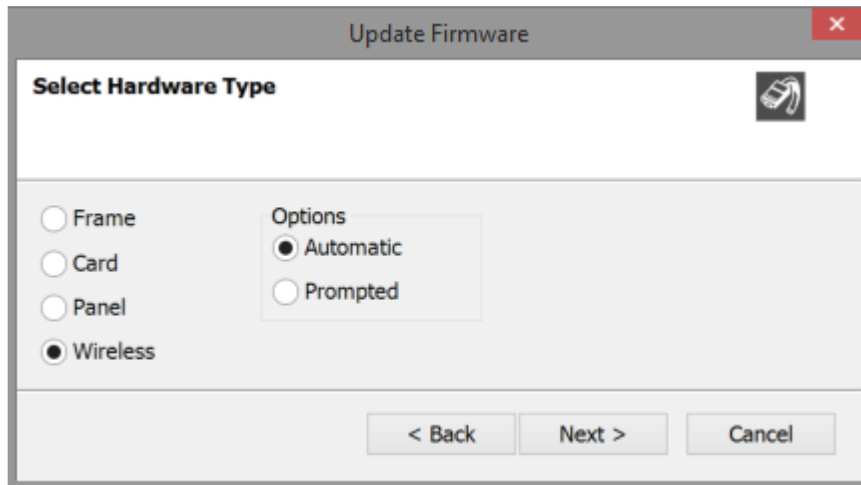 Update Firmware
Select Hardware Type
Frame
Card
Panel
Wireless
Options
Automatic
Prompted
< Back
Next >
Cancel